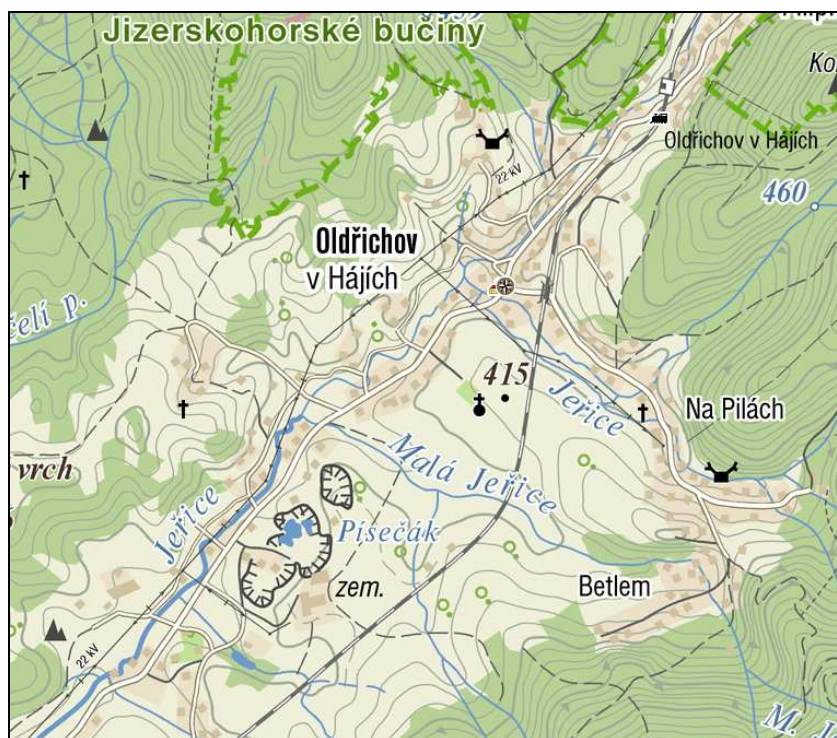 Jizerskohorské bučiny
Oldřichov v Hájích
460
22 kV
Oldřichov
v Hájích
415
Jeřice
Na Pilách
vrch
Malá Jeřice
Jeřice
Písečák
zem.
Betlem
22 kV